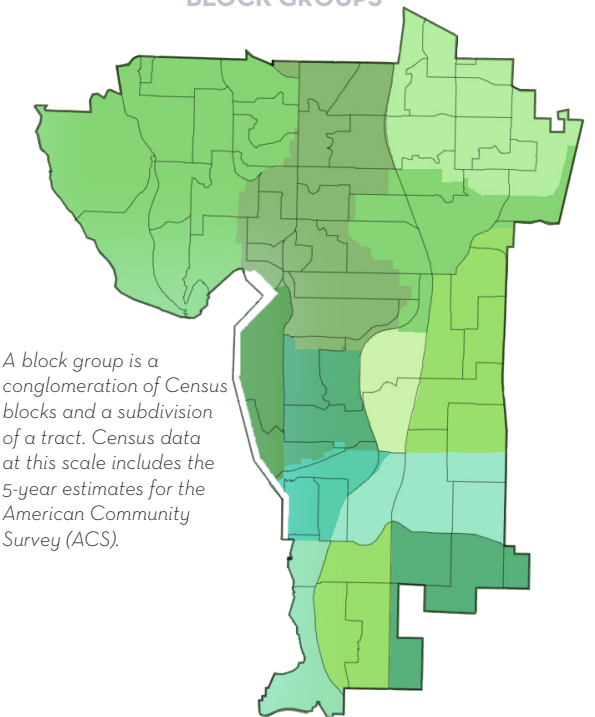 BLOCK GROUPS
A block group is a
conglomeration of Census
blocks and a subdivision
of a tract. Census data
at this scale includes the
5-year estimates for the
American Community
Survey (ACS).